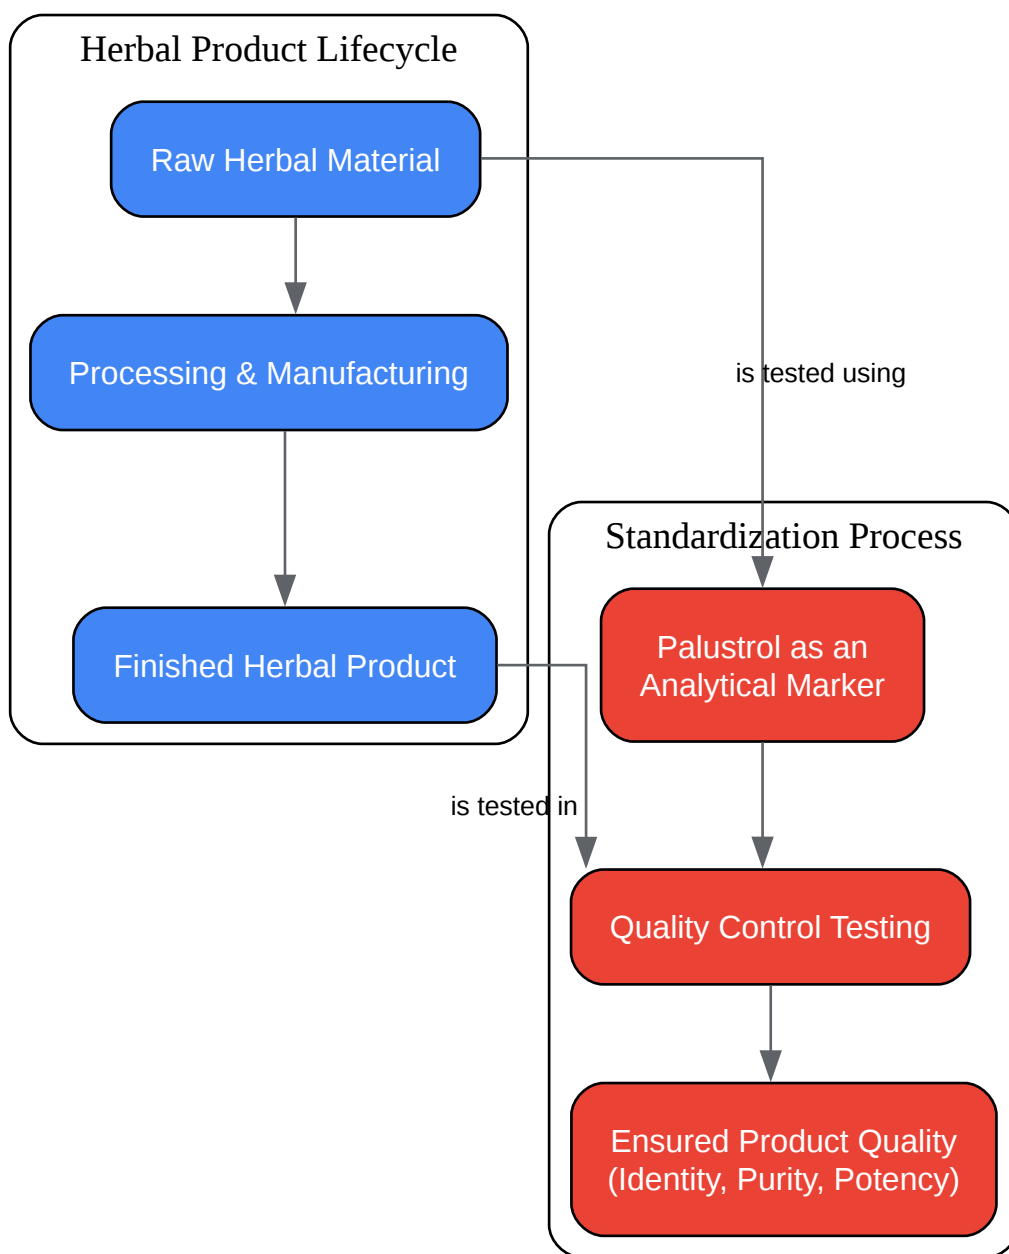 Herbal Product Lifecycle
Raw Herbal Material
Processing & Manufacturing
is tested using
Standardization Process
Finished Herbal Product
Palustrol as an
Analytical Marker
is tested in
Quality Control Testing
Ensured Product Quality
(Identity, Purity, Potency)